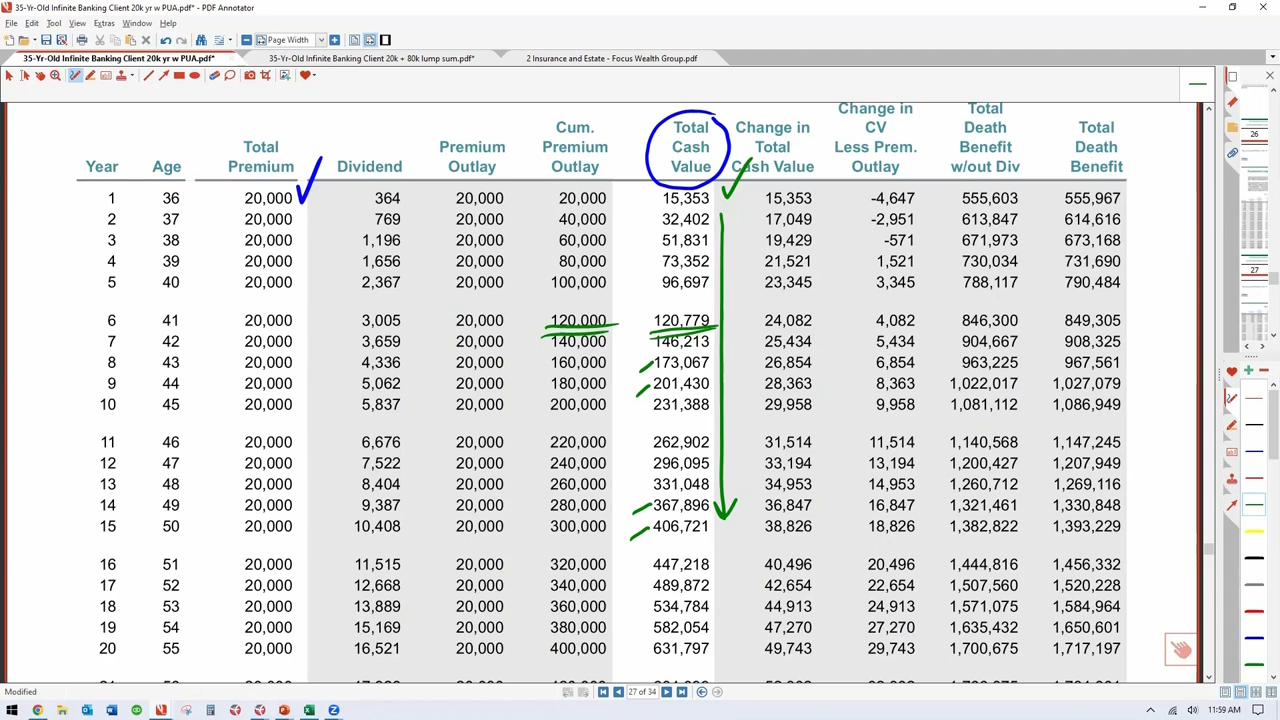 35-Yr-Old Infinite Banking Client 20k yr w PUA.pdf* - PDF Annotator
File Edit Tool View Extras Window Help
Page Width
35-Yr-Old Infinite Banking Client 20k yr w PUA.pdf* 35-Yr-Old Infinite Banking Client 20k + 80k lump sum.pdf* 2 Insurance and Estate - Focus Wealth Group.pdf
Year Age Total Premium Dividend Premium Outlay Cum. Premium Outlay Total Cash Value Change in Total Cash Value Change in CV Less Prem. Outlay Total Death Benefit w/out Div Total Death Benefit
1 36 20,000 364 20,000 20,000 15,353 15,353 -4,647 555,603 555,967
2 37 20,000 769 20,000 40,000 32,402 17,049 -2,951 613,847 614,616
3 38 20,000 1,196 20,000 60,000 51,831 19,429 -571 671,973 673,168
4 39 20,000 1,656 20,000 80,000 73,352 21,521 1,521 730,034 731,690
5 40 20,000 2,367 20,000 100,000 96,697 23,345 3,345 788,117 790,484
6 41 20,000 3,005 20,000 120,000 120,779 24,082 4,082 846,300 849,305
7 42 20,000 3,659 20,000 140,000 146,213 25,434 5,434 904,667 908,325
8 43 20,000 4,336 20,000 160,000 173,067 26,854 6,854 963,225 967,561
9 44 20,000 5,062 20,000 180,000 201,430 28,363 8,363 1,022,017 1,027,079
10 45 20,000 5,837 20,000 200,000 231,388 29,958 9,958 1,081,112 1,086,949
11 46 20,000 6,676 20,000 220,000 262,902 31,514 11,514 1,140,568 1,147,245
12 47 20,000 7,522 20,000 240,000 296,095 33,194 13,194 1,200,427 1,207,949
13 48 20,000 8,404 20,000 260,000 331,048 34,953 14,953 1,260,712 1,269,116
14 49 20,000 9,387 20,000 280,000 367,896 36,847 16,847 1,321,461 1,330,848
15 50 20,000 10,408 20,000 300,000 406,721 38,826 18,826 1,382,822 1,393,229
16 51 20,000 11,515 20,000 320,000 447,218 40,496 20,496 1,444,816 1,456,332
17 52 20,000 12,668 20,000 340,000 489,872 42,654 22,654 1,507,560 1,520,228
18 53 20,000 13,889 20,000 360,000 534,784 44,913 24,913 1,571,075 1,584,964
19 54 20,000 15,169 20,000 380,000 582,054 47,270 27,270 1,635,432 1,650,601
20 55 20,000 16,521 20,000 400,000 631,797 49,743 29,743 1,700,675 1,717,197
26
27
Modified 27 of 34
11:59 AM